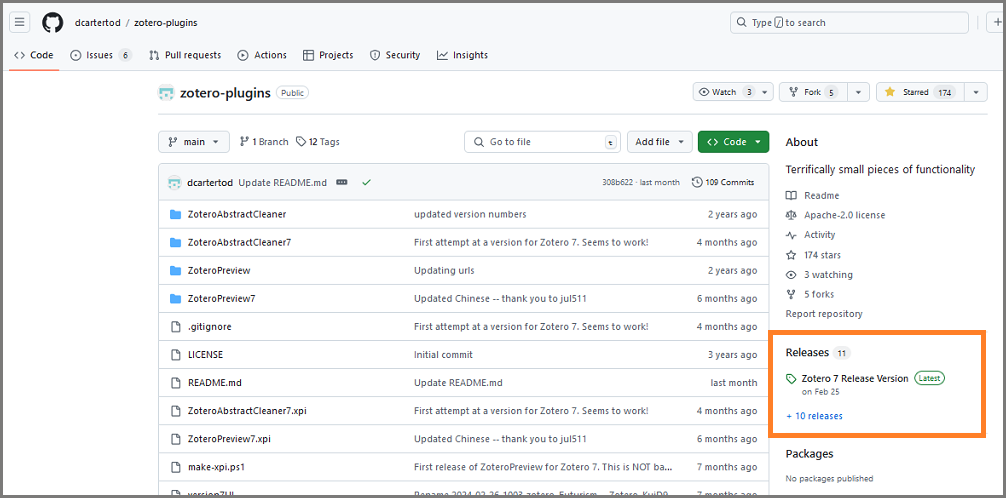 dcartertod / zotero-plugins
Type / to search
Code Issues 6 Pull requests Actions Projects Security Insights
zotero-plugins Public
Watch 3 Fork 5 Starred 174
main 1 Branch 12 Tags Go to file t Add file Code
dcartertod Update README.md 308b622 · last month 109 Commits
ZoteroAbstractCleaner updated version numbers 2 years ago
ZoteroAbstractCleaner7 First attempt at a version for Zotero 7. Seems to work! 4 months ago
ZoteroPreview Updating urls 2 years ago
ZoteroPreview7 Updated Chinese -- thank you to jul511 6 months ago
.gitignore First attempt at a version for Zotero 7. Seems to work! 4 months ago
LICENSE Initial commit 3 years ago
README.md Update README.md last month
ZoteroAbstractCleaner7.xpi First attempt at a version for Zotero 7. Seems to work! 4 months ago
ZoteroPreview7.xpi Updated Chinese -- thank you to jul511 6 months ago
make-xpi.ps1 First release of ZoteroPreview for Zotero 7. This is NOT ba... 7 months ago
7 months ago
About
Terrifically small pieces of functionality
Readme
Apache-2.0 license
Activity
174 stars
3 watching
5 forks
Report repository
Releases 11
Zotero 7 Release Version Latest
on Feb 25
+ 10 releases
Packages
No packages published